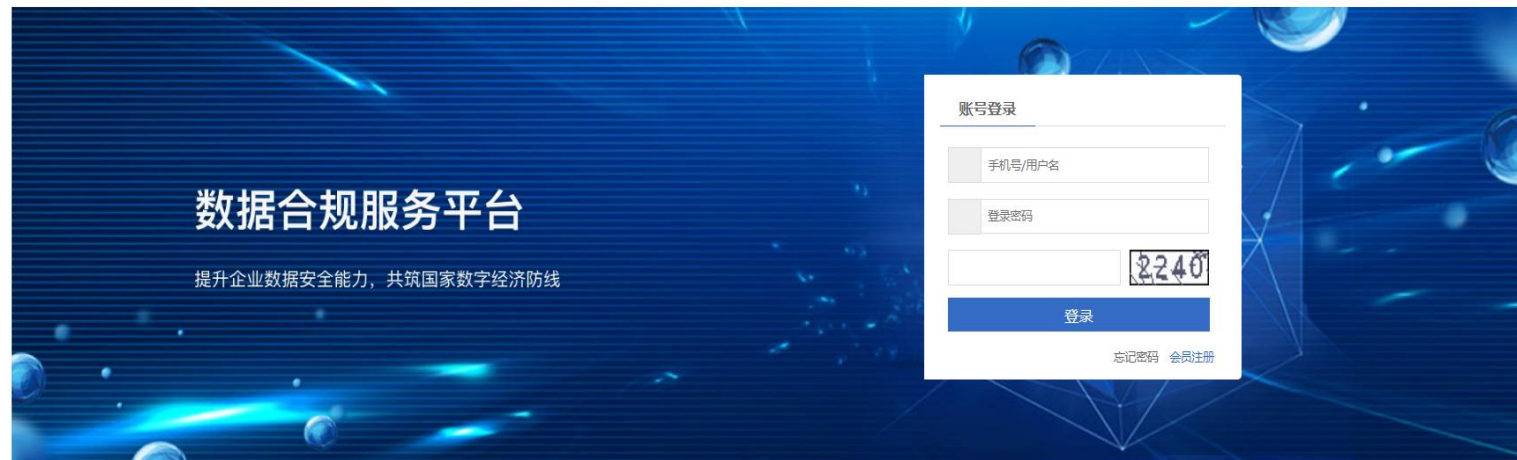 账号登录
手机号/用户名
数据合规服务平台
登录密码
提升企业数据安全能力，共筑国家数字经济防线
2240
登录
忘记密码 会员注册